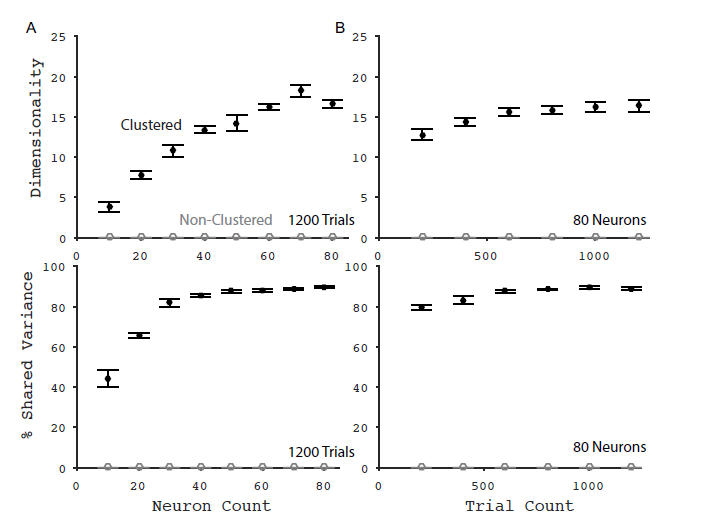 A
B
25
20
15
10
5
0
Dimensionality
Clustered
Non-Clustered
1200 Trials
0 20 40 60 80
25
20
15
10
5
0
80 Neurons
0 500 1000
100
80
60
40
20
0
% Shared Variance
1200 Trials
0 20 40 60 80
Neuron Count
100
80
60
40
20
0
80 Neurons
0 500 1000
Trial Count